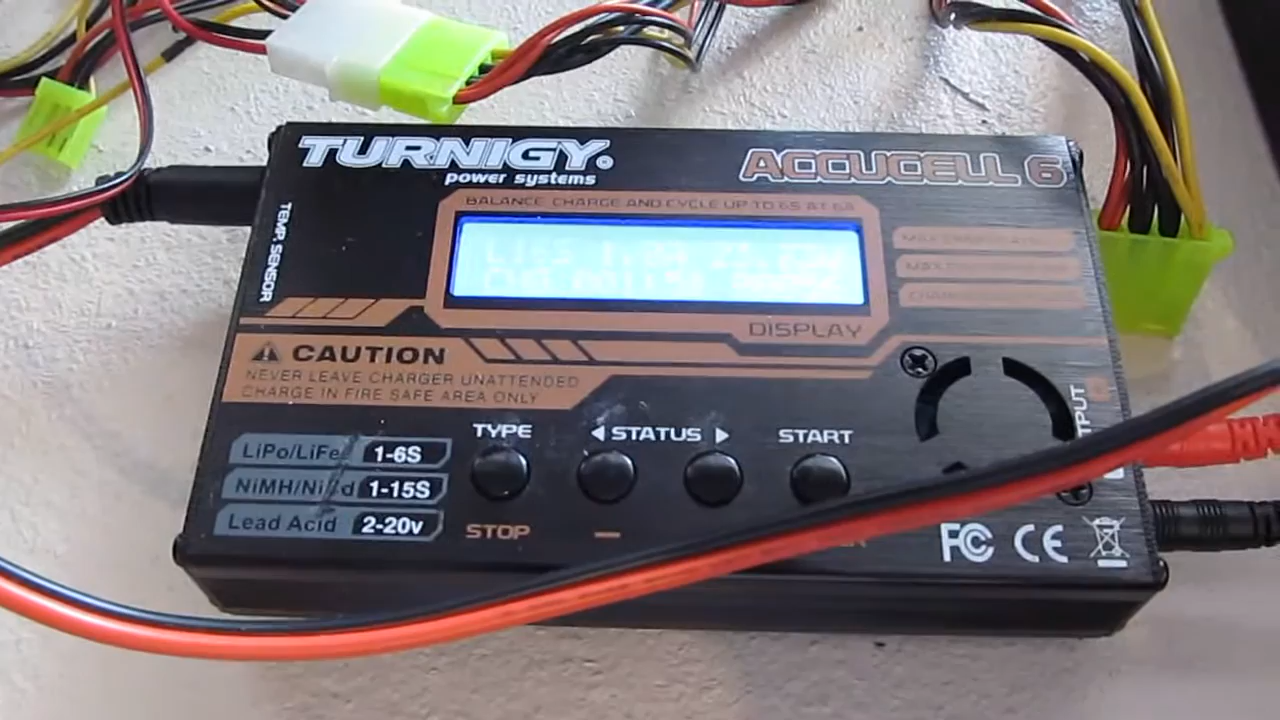 TURNIGY
power systems
ACCUCELL 6
BALANCE CHARGE AND CYCLE UP TO 6S AT 6A
TEMP. SENSOR
DISPLAY
CAUTION
NEVER LEAVE CHARGER UNATTENDED
CHARGE IN FIRE SAFE AREA ONLY
TYPE
◀ STATUS ▶
START
LiPo/LiFe 1-6S
NiMH/NiCd 1-15S
Lead Acid 2-20v
STOP
−
FC CE